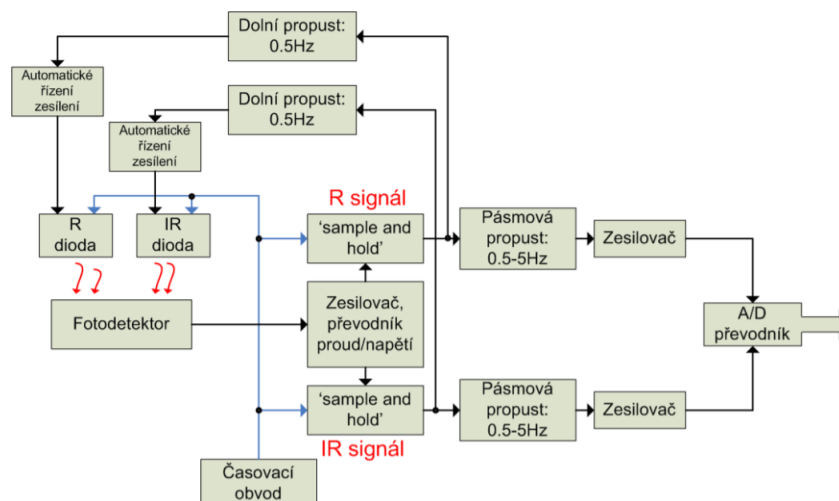 Dolní propust:
0.5Hz
Automatické
řízení
zesílení
Dolní propust:
0.5Hz
Automatické
řízení
zesílení
R signál
R
dioda
IR
dioda
'sample and
hold'
Pásmová
propust:
0.5-5Hz
Zesilovač
Fotodetektor
Zesilovač,
převodník
proud/napětí
A/D
převodník
'sample and
hold'
Pásmová
propust:
0.5-5Hz
Zesilovač
IR signál
Časovací
obvod